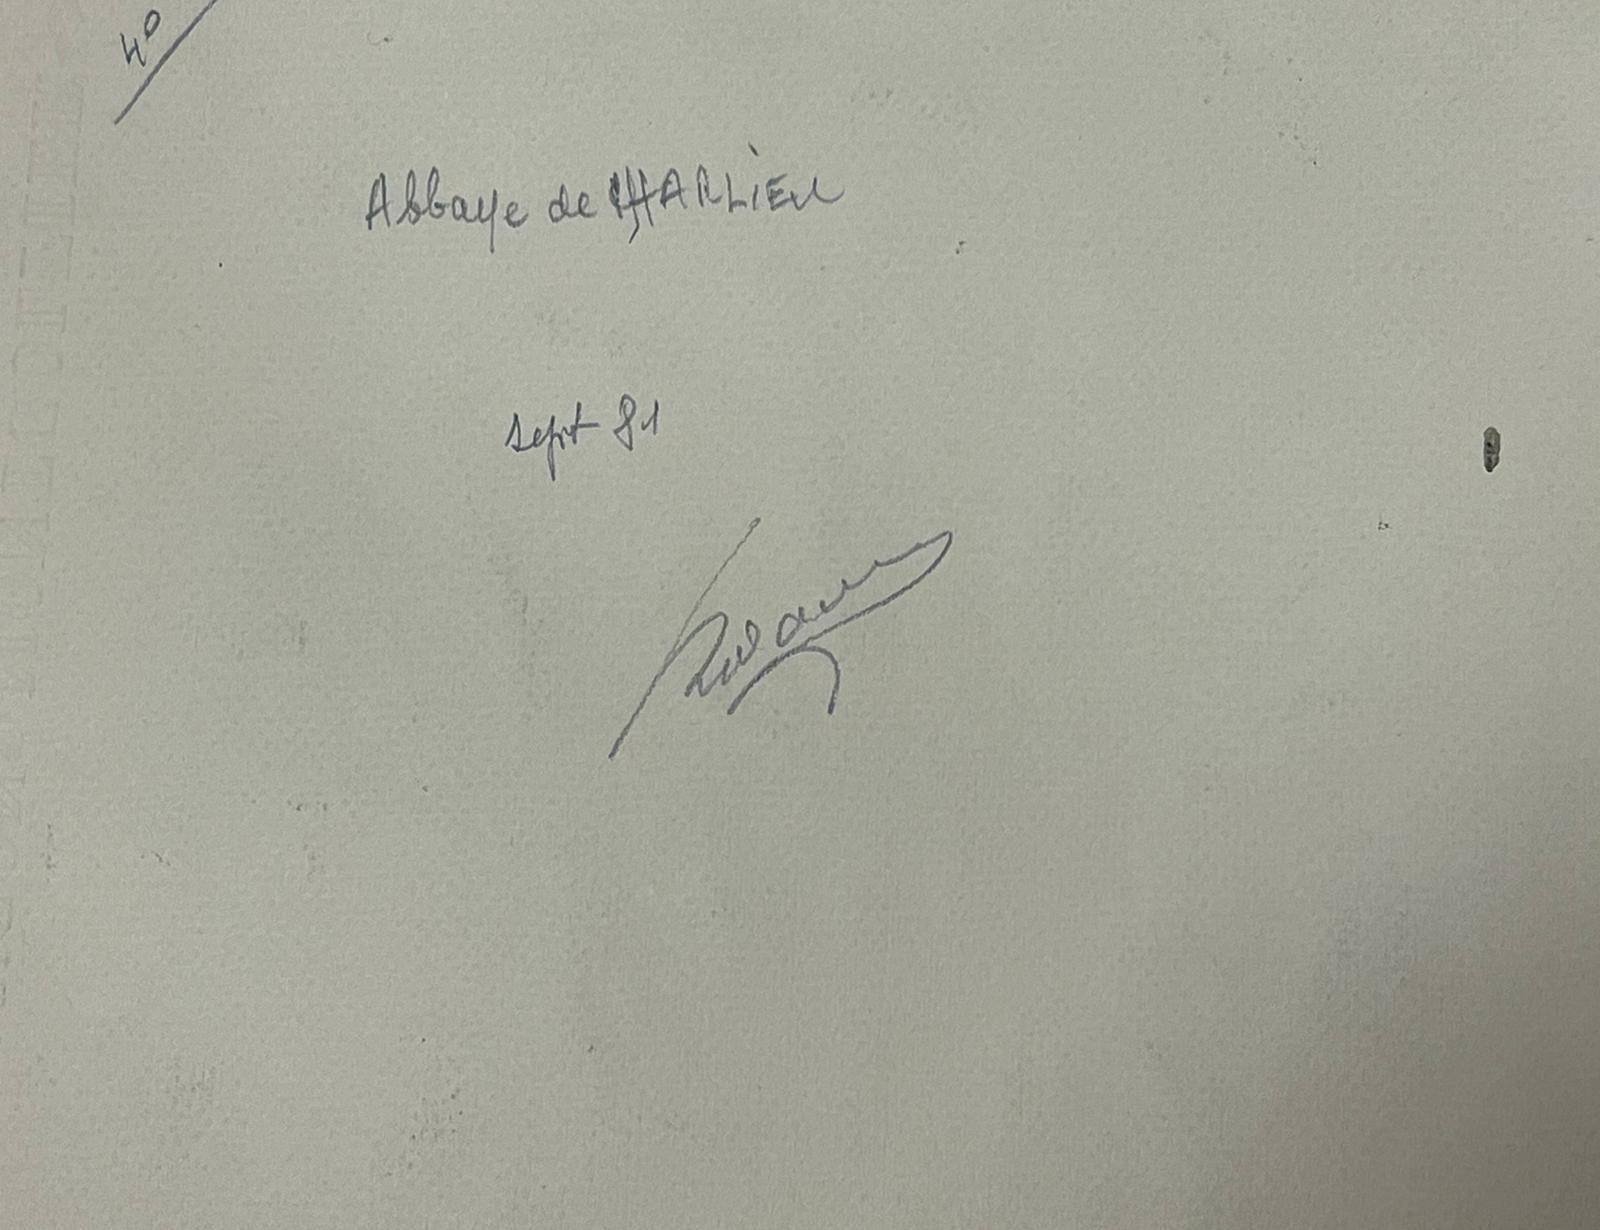 40
Abbaye de CHARLIEU
sept 81